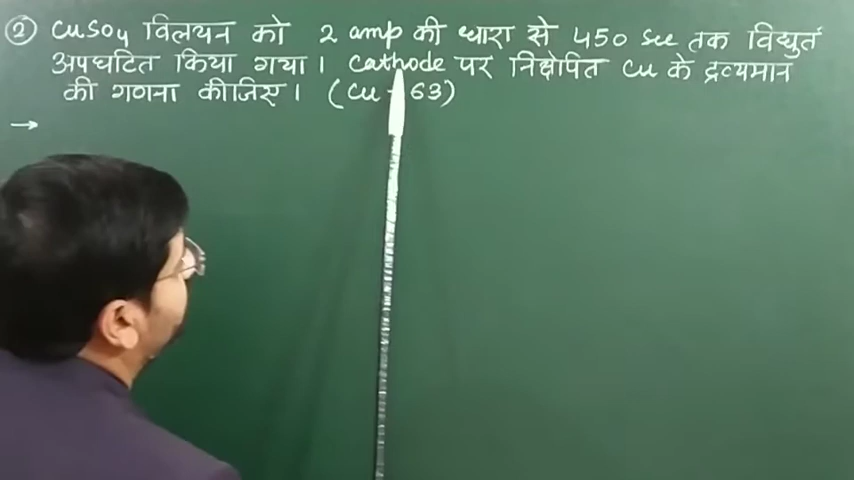 ② CuSO4 विलयन को 2 amp की धारा से 450 sec तक विद्युत
अपघटित किया गया। Cathode पर निक्षेपित Cu के द्रव्यमान
की गणना कीजिए। (Cu - 63)
→